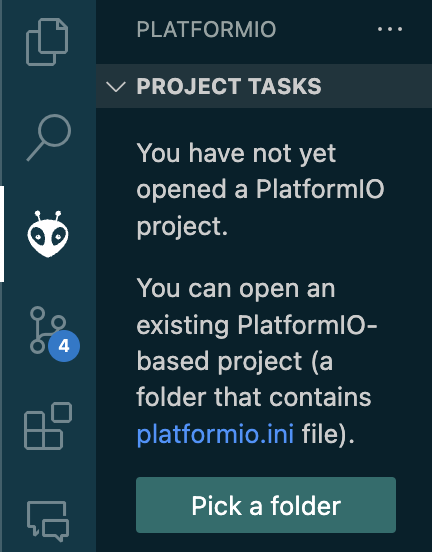 PLATFORMIO
PROJECT TASKS
You have not yet
opened a PlatformIO
project.
You can open an
existing PlatformIO-
based project (a
folder that contains
platformio.ini file).
4
Pick a folder